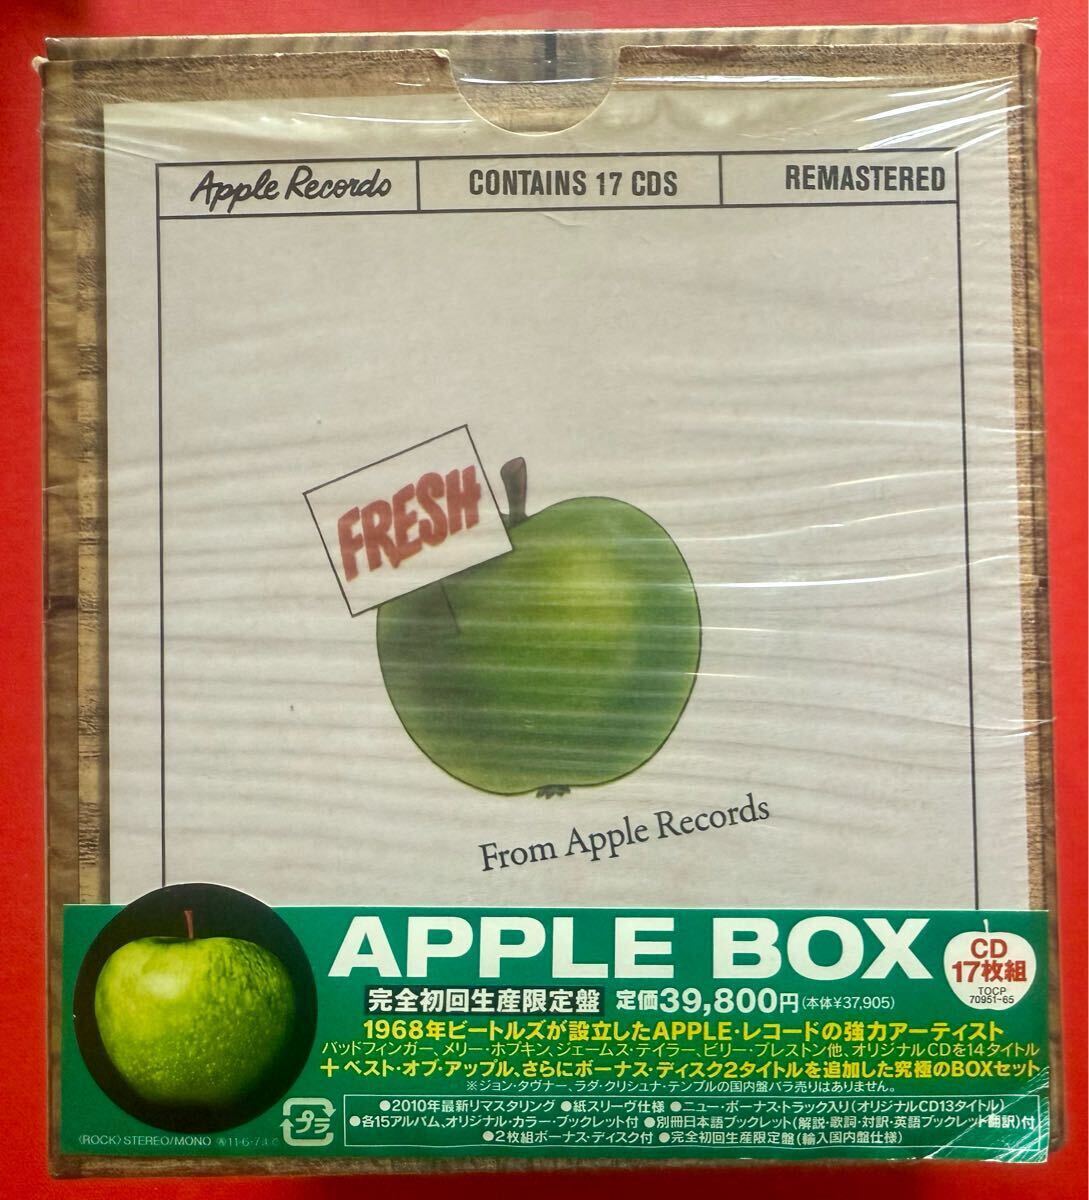 Apple Records
CONTAINS 17 CDS
REMASTERED
FRESH
From Apple Records
APPLE BOX
CD
17枚組
TOCP
70951-65
完全初回生産限定盤 定価39,800円(本体¥37,905)
1968年ビートルズが設立したAPPLE・レコードの強力アーティスト
バッドフィンガー、メリー・ホプキン、ジェームス・テイラー、ビリー・プレストン他、オリジナルCDを14タイトル
+ベスト・オブ・アップル、さらにボーナス・ディスク2タイトルを追加した究極のBOXセット
※ジョン・タヴナー、ラダ・クリシュナ・テンプルの国内盤バラ売りはありません。
●2010年最新リマスタリング ●紙スリーヴ仕様 ●ニュー・ボーナス・トラック入り(オリジナルCD13タイトル)
●各15アルバム、オリジナル・カラー・ブックレット付 ●別冊日本語ブックレット(解説・歌詞・対訳・英語ブックレット翻訳)付
●2枚組ボーナス・ディスク付 ●完全初回生産限定盤(輸入国内盤仕様)
プラ
〈ROCK〉STEREO/MONO 11・6・7